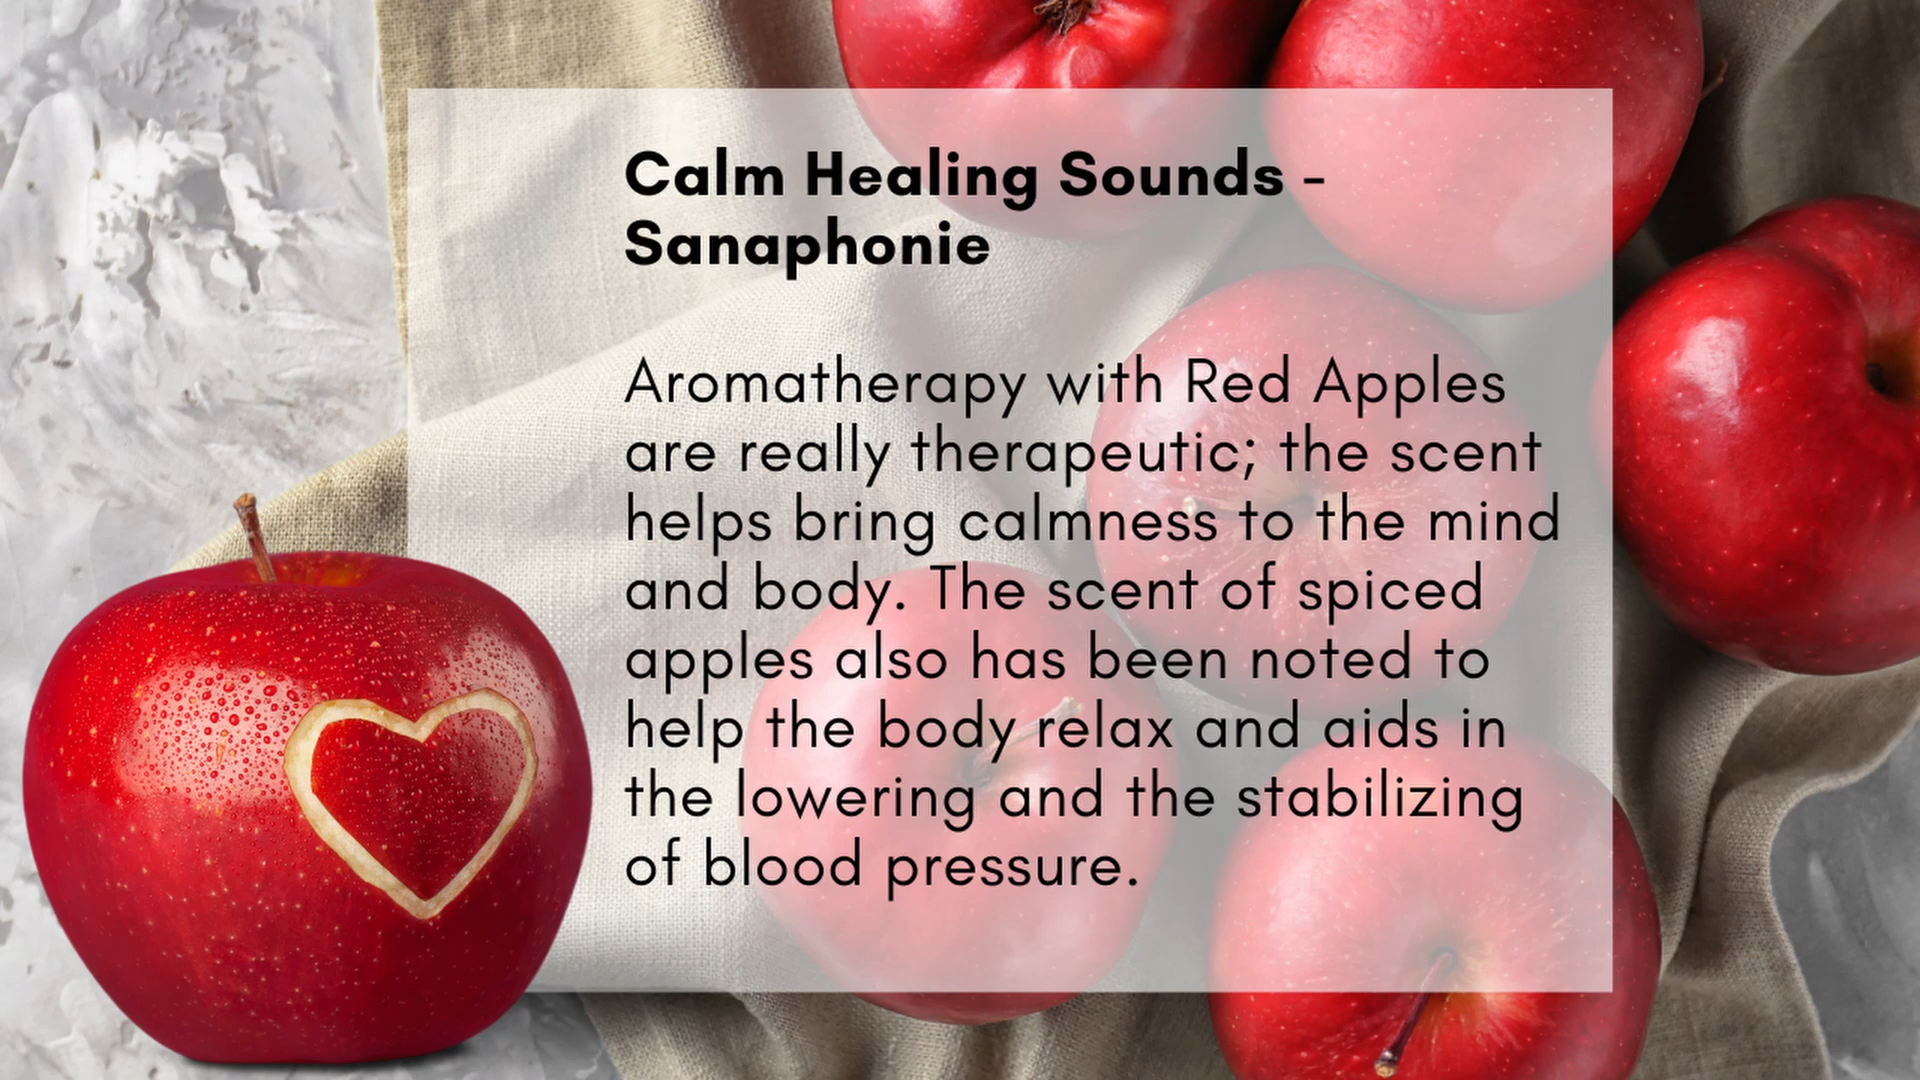 Calm Healing Sounds -
Sanaphonie
Aromatherapy with Red Apples
are really therapeutic; the scent
helps bring calmness to the mind
and body. The scent of spiced
apples also has been noted to
help the body relax and aids in
the lowering and the stabilizing
of blood pressure.